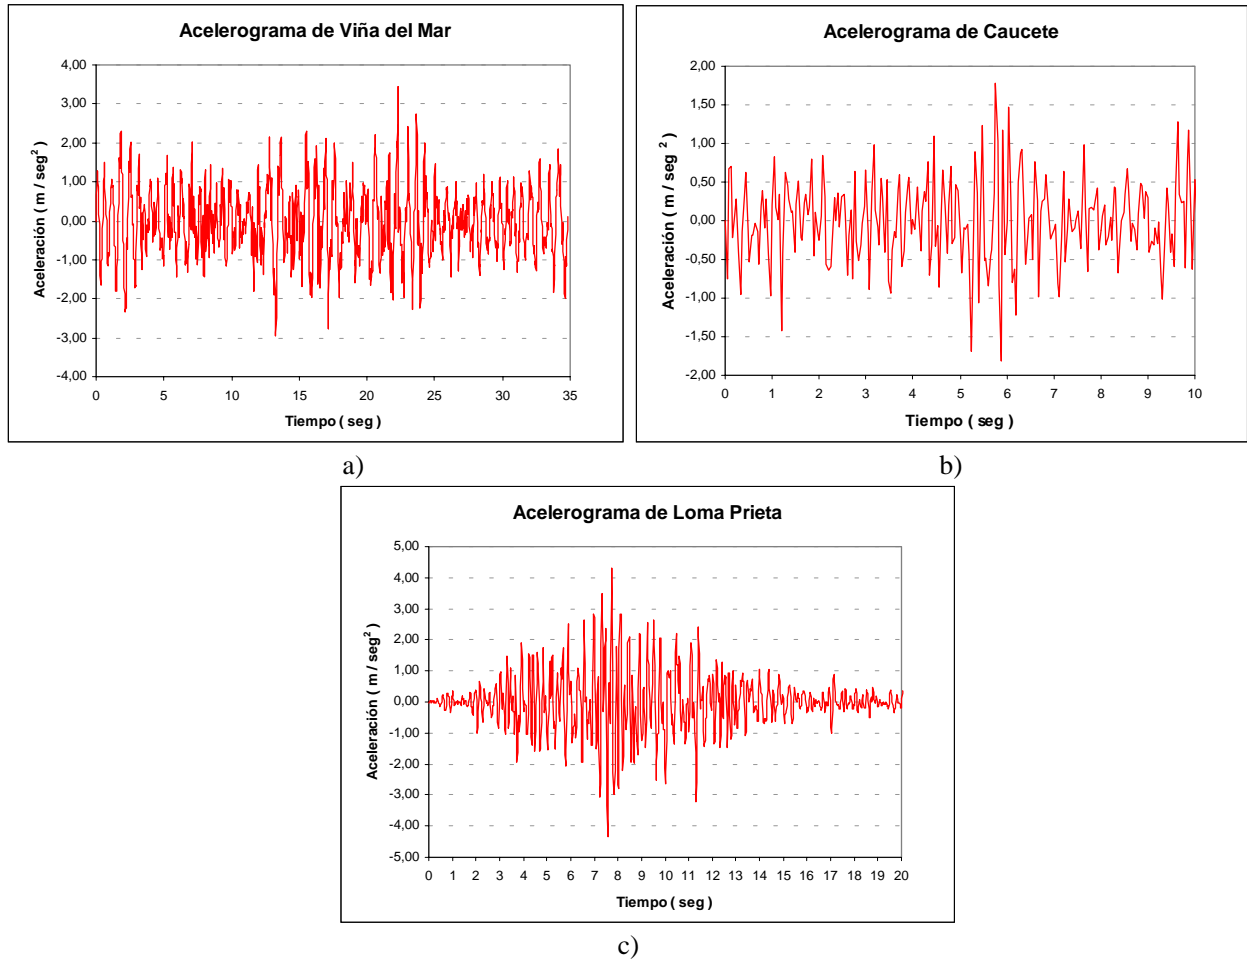 Acelerograma de Viña del Mar
Aceleración ( m / seg²)
4,00
3,00
2,00
1,00
0,00
-1,00
-2,00
-3,00
-4,00
0 5 10 15 20 25 30 35
Tiempo ( seg )
a)
Acelerograma de Caucete
Aceleración ( m / seg ²)
2,00
1,50
1,00
0,50
0,00
-0,50
-1,00
-1,50
-2,00
0 1 2 3 4 5 6 7 8 9 10
Tiempo ( seg )
b)
Acelerograma de Loma Prieta
Aceleración ( m / seg²)
5,00
4,00
3,00
2,00
1,00
0,00
-1,00
-2,00
-3,00
-4,00
-5,00
0 1 2 3 4 5 6 7 8 9 10 11 12 13 14 15 16 17 18 19 20
Tiempo ( seg )
c)